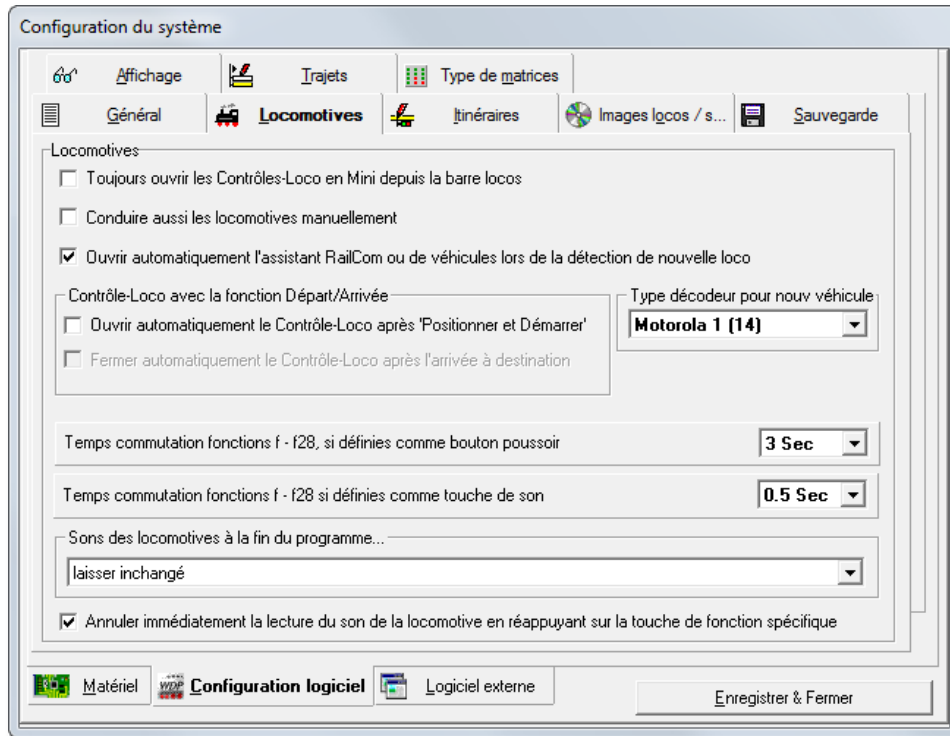 Configuration du système
Affichage
Trajets
Type de matrices
Général
Locomotives
Itinéraires
Images locos / s...
Sauvegarde
Locomotives
Toujours ouvrir les Contrôles-Loco en Mini depuis la barre locos
Conduire aussi les locomotives manuellement
Ouvrir automatiquement l'assistant RailCom ou de véhicules lors de la détection de nouvelle loco
Contrôle-Loco avec la fonction Départ/Arrivée
Type décodeur pour nouv véhicule
Ouvrir automatiquement le Contrôle-Loco après 'Positionner et Démarrer'
Motorola 1 (14)
Fermer automatiquement le Contrôle-Loco après l'arrivée à destination
Temps commutation fonctions f - f28, si définies comme bouton poussoir
3 Sec
Temps commutation fonctions f - f28 si définies comme touche de son
0.5 Sec
Sons des locomotives à la fin du programme...
laisser inchangé
Annuler immédiatement la lecture du son de la locomotive en réappuyant sur la touche de fonction spécifique
Matériel
WDP
Configuration logiciel
Logiciel externe
Enregistrer & Fermer